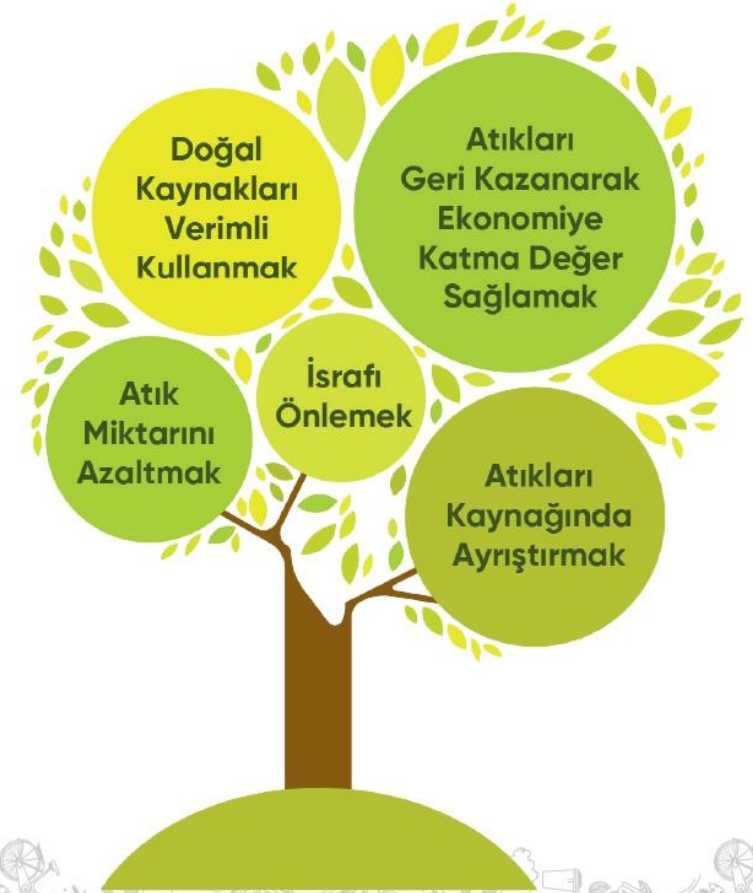 Doğal
Kaynakları
Verimli
Kullanmak
Atıkları
Geri Kazanarak
Ekonomiye
Katma Değer
Sağlamak
İsrafı
Önlemek
Atık
Miktarını
Azaltmak
Atıkları
Kaynağında
Ayrıştırmak